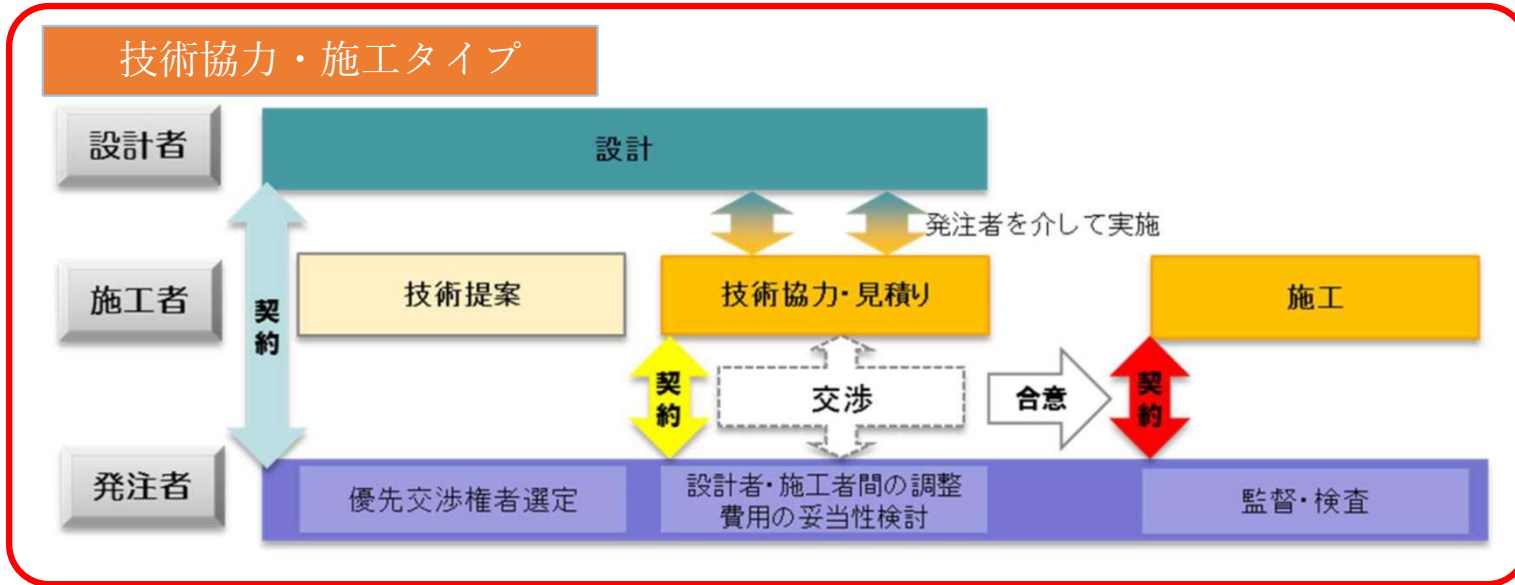 技術協力・施工タイプ
設計者
設計
発注者を介して実施
施工者
契約
技術提案
技術協力・見積り
施工
契約
交渉
合意
契約
発注者
優先交渉権者選定
設計者・施工者間の調整
費用の妥当性検討
監督・検査